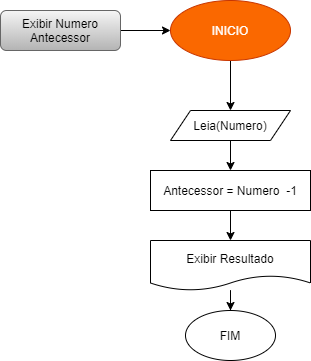 Exibir Numero
Antecessor
INICIO
Leia(Numero)
Antecessor = Numero -1
Exibir Resultado
FIM